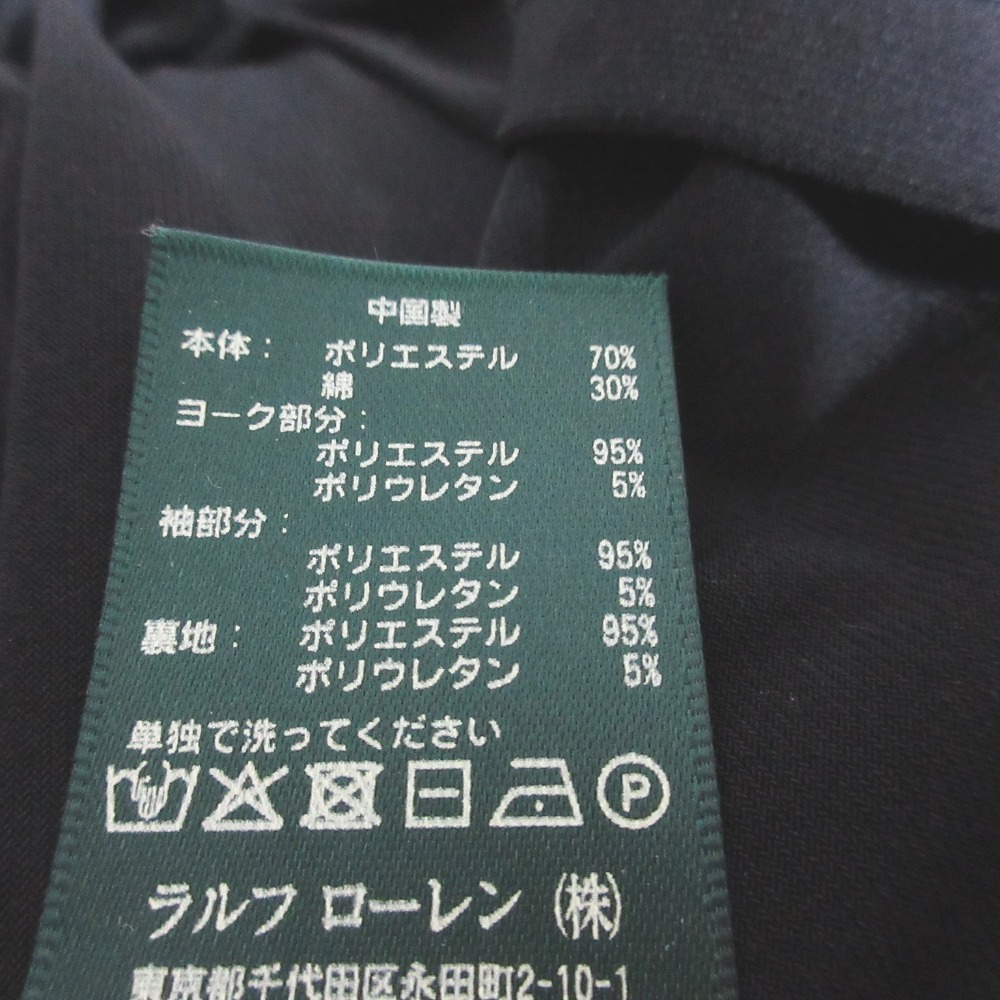 中国製
本体： ポリエステル 70%
綿 30%
ヨーク部分：
ポリエステル 95%
ポリウレタン 5%
袖部分：
ポリエステル 95%
ポリウレタン 5%
裏地： ポリエステル 95%
ポリウレタン 5%
単独で洗ってください
P
ラルフ ローレン (株)
東京都千代田区永田町2-10-1